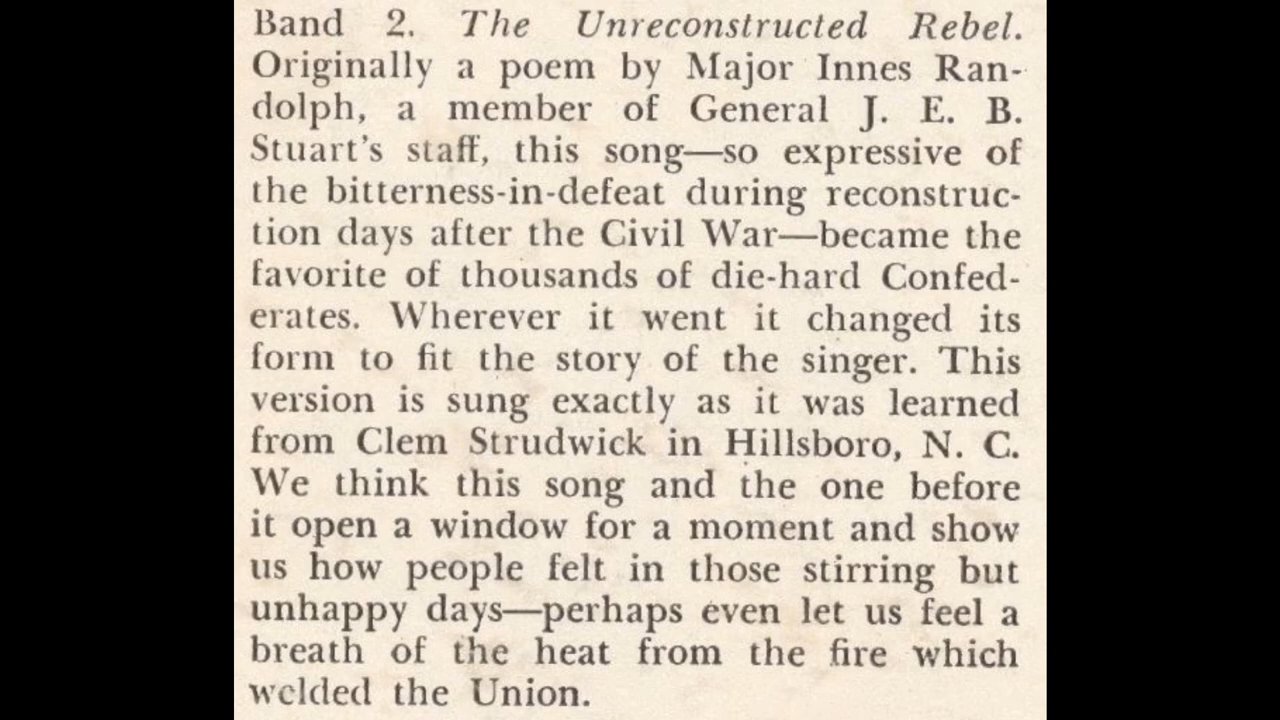 Band 2. The Unreconstructed Rebel.
Originally a poem by Major Innes Ran-
dolph, a member of General J. E. B.
Stuart's staff, this song—so expressive of
the bitterness-in-defeat during reconstruc-
tion days after the Civil War—became the
favorite of thousands of die-hard Confed-
erates. Wherever it went it changed its
form to fit the story of the singer. This
version is sung exactly as it was learned
from Clem Strudwick in Hillsboro, N. C.
We think this song and the one before
it open a window for a moment and show
us how people felt in those stirring but
unhappy days—perhaps even let us feel a
breath of the heat from the fire which
welded the Union.